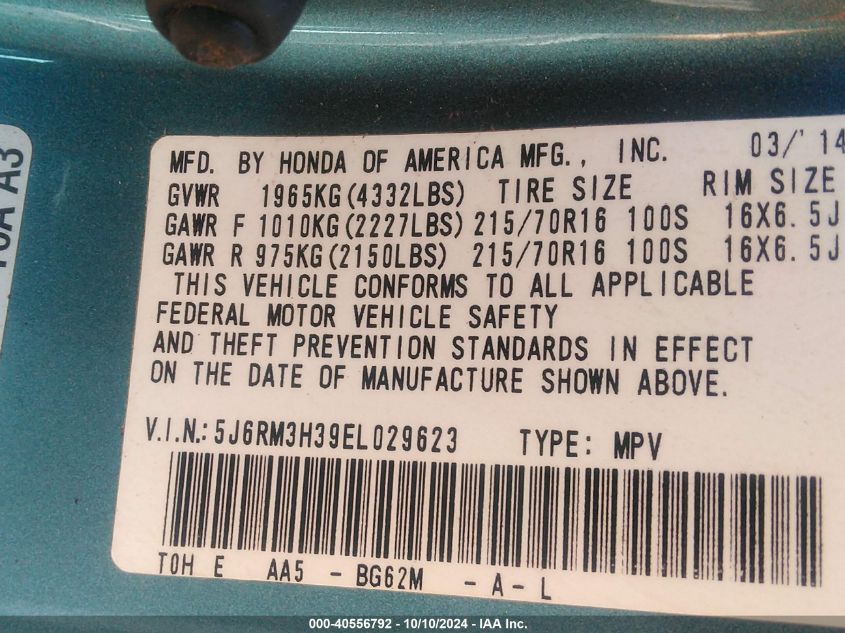 MFD. BY HONDA OF AMERICA MFG., INC. 03/'14
GVWR 1965KG(4332LBS) TIRE SIZE RIM SIZE
GAWR F 1010KG(2227LBS) 215/70R16 100S 16X6.5J
GAWR R 975KG(2150LBS) 215/70R16 100S 16X6.5J
THIS VEHICLE CONFORMS TO ALL APPLICABLE
FEDERAL MOTOR VEHICLE SAFETY
AND THEFT PREVENTION STANDARDS IN EFFECT
ON THE DATE OF MANUFACTURE SHOWN ABOVE.
V.I.N.: 5J6RM3H39EL029623 TYPE: MPV
TOH E AA5 - BG62M - A - L
A3
000-40556792 - 10/10/2024 - IAA Inc.